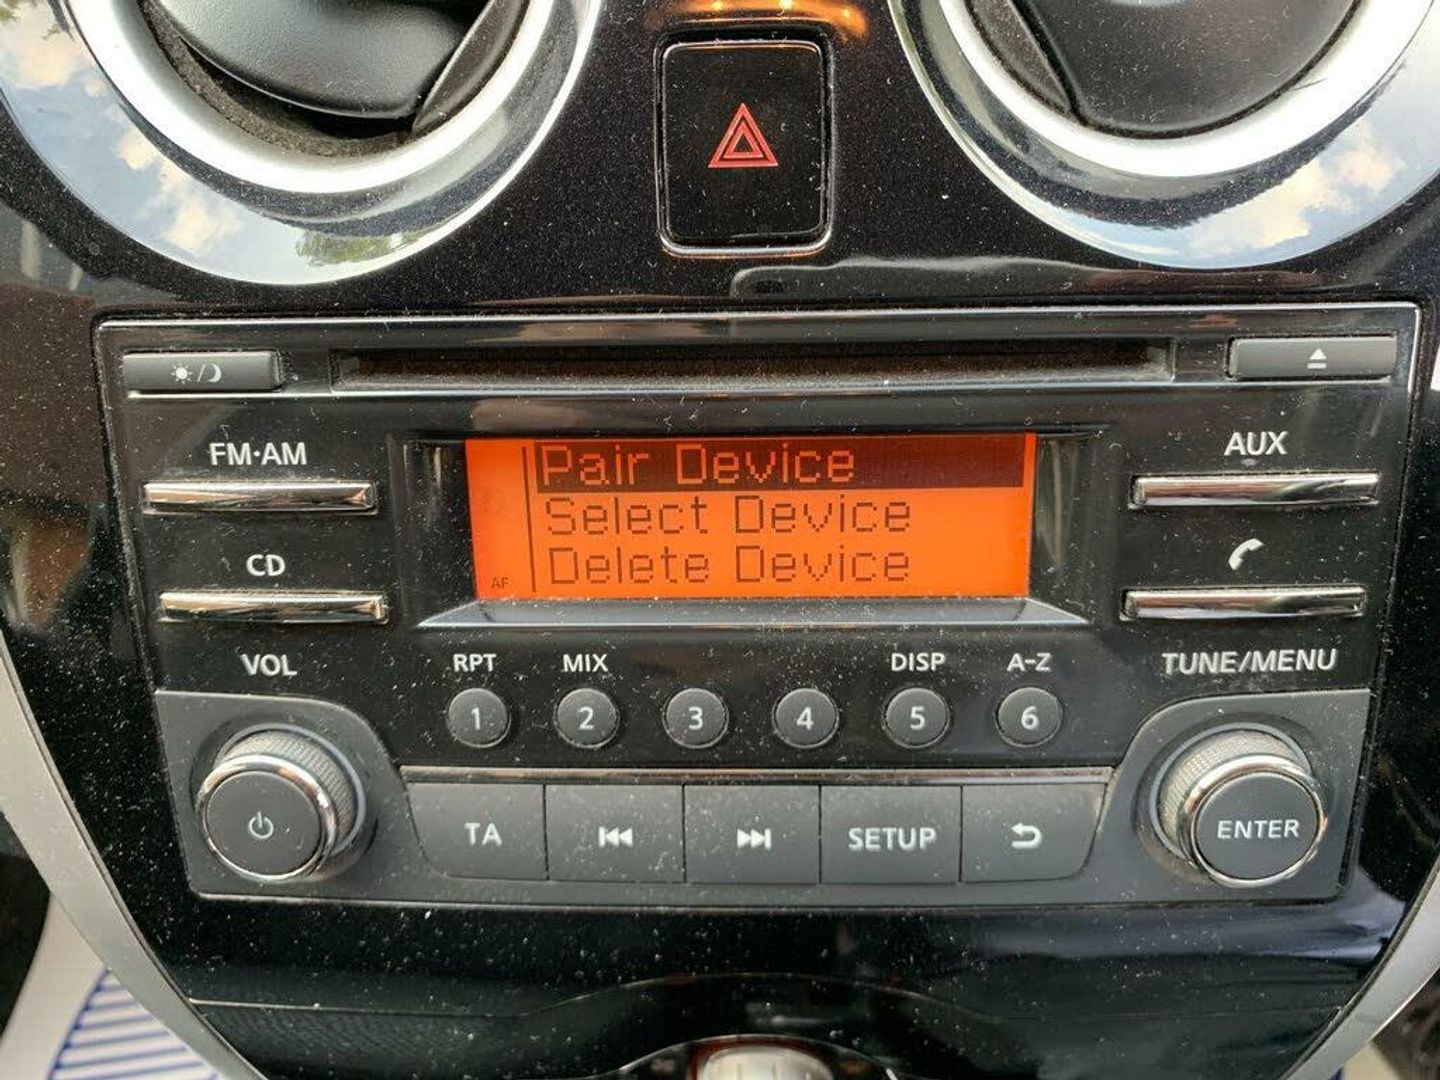 FM·AM
AUX
CD
Pair Device
Select Device
Delete Device
AF
VOL
RPT
MIX
DISP
A-Z
TUNE/MENU
1
2
3
4
5
6
TA
SETUP
ENTER